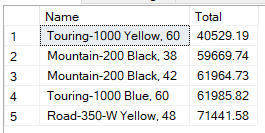 Name Total
1 Touring-1000 Yellow, 60 40529.19
2 Mountain-200 Black, 38 59669.74
3 Mountain-200 Black, 42 61964.73
4 Touring-1000 Blue, 60 61985.82
5 Road-350-W Yellow, 48 71441.58